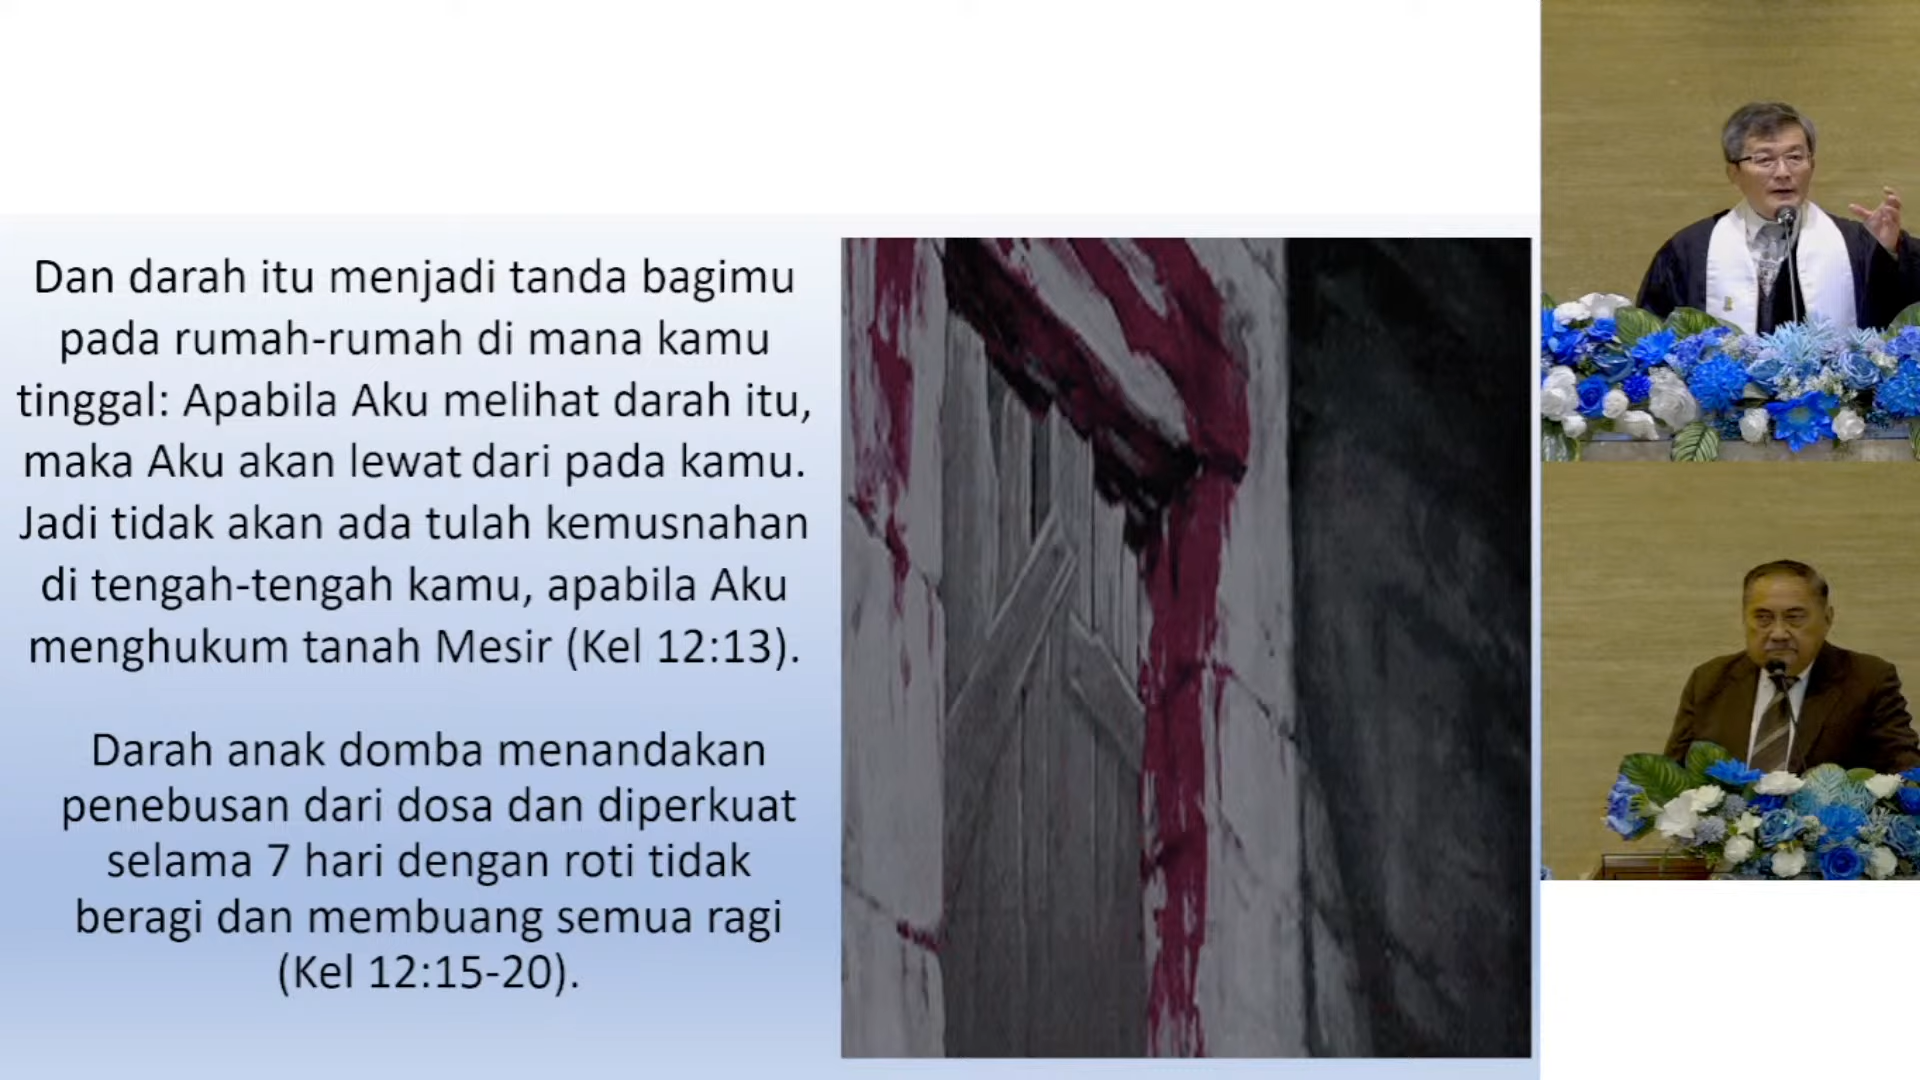 Dan darah itu menjadi tanda bagimu
pada rumah-rumah di mana kamu
tinggal: Apabila Aku melihat darah itu,
maka Aku akan lewat dari pada kamu.
Jadi tidak akan ada tulah kemusnahan
di tengah-tengah kamu, apabila Aku
menghukum tanah Mesir (Kel 12:13).
Darah anak domba menandakan
penebusan dari dosa dan diperkuat
selama 7 hari dengan roti tidak
beragi dan membuang semua ragi
(Kel 12:15-20).